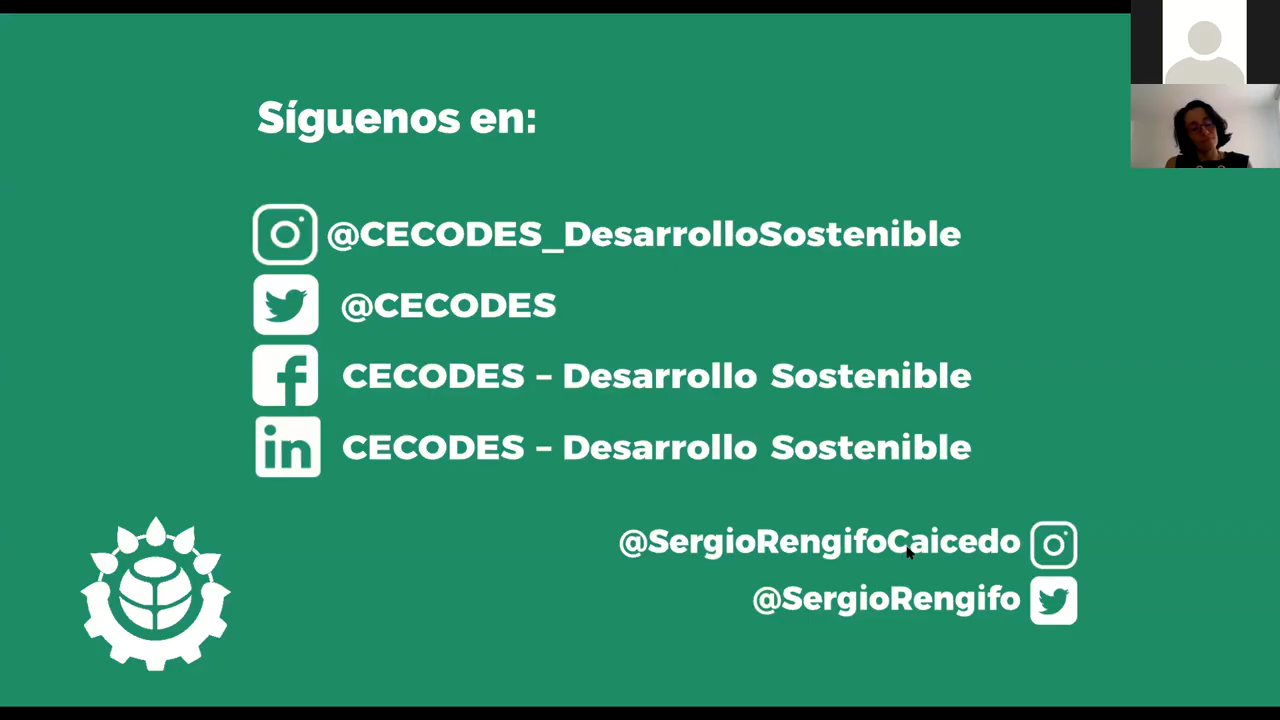 Síguenos en:
@CECODES_DesarrolloSostenible
@CECODES
CECODES – Desarrollo Sostenible
CECODES – Desarrollo Sostenible
@SergioRengifoCaicedo
@SergioRengifo